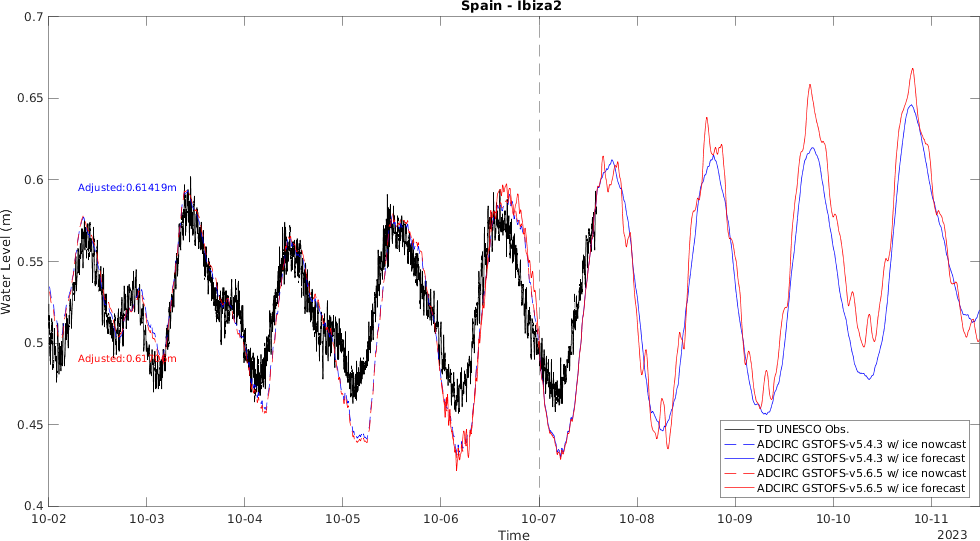 Spain - Ibiza2
0.7
0.65
0.6
0.55
0.5
0.45
0.4
Water Level (m)
Adjusted:0.61419m
TD UNESCO Obs.
ADCIRC GSTOFS-v5.4.3 w/ ice nowcast
ADCIRC GSTOFS-v5.4.3 w/ ice forecast
ADCIRC GSTOFS-v5.6.5 w/ ice nowcast
ADCIRC GSTOFS-v5.6.5 w/ ice forecast
10-02 10-03 10-04 10-05 10-06 10-07 10-08 10-09 10-10 10-11
Time
2023